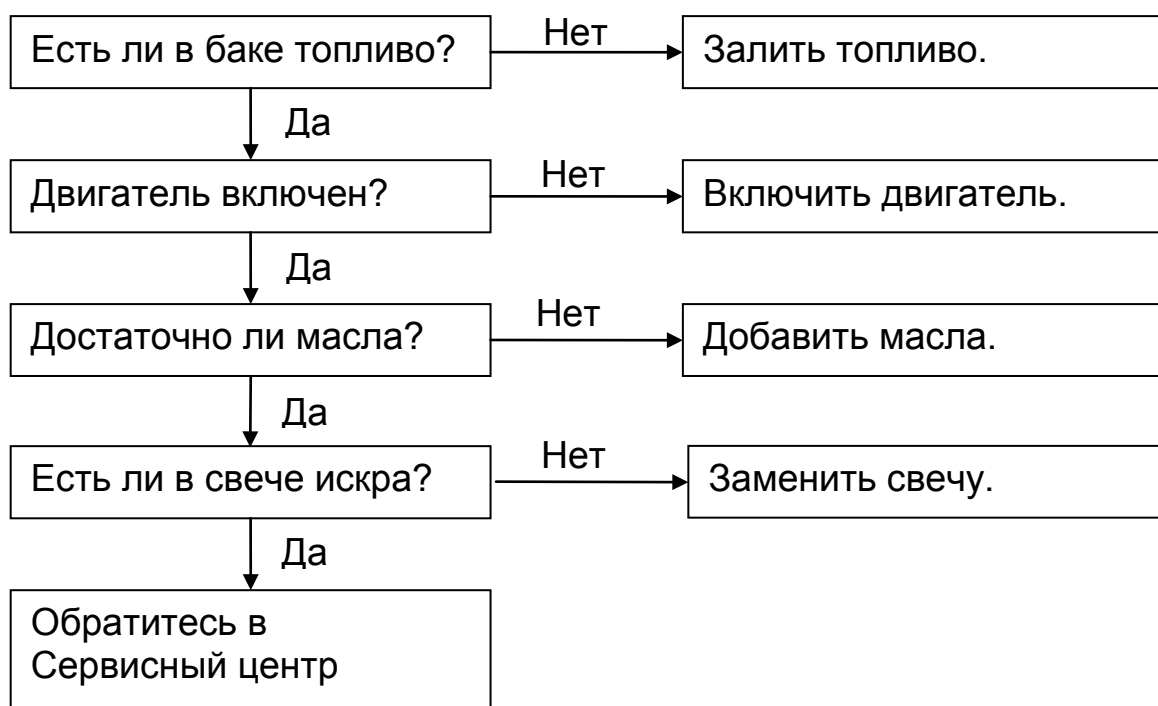 Есть ли в баке топливо?
Нет
Залить топливо.
Да
Двигатель включен?
Нет
Включить двигатель.
Да
Достаточно ли масла?
Нет
Добавить масла.
Да
Есть ли в свече искра?
Нет
Заменить свечу.
Да
Обратитесь в
Сервисный центр